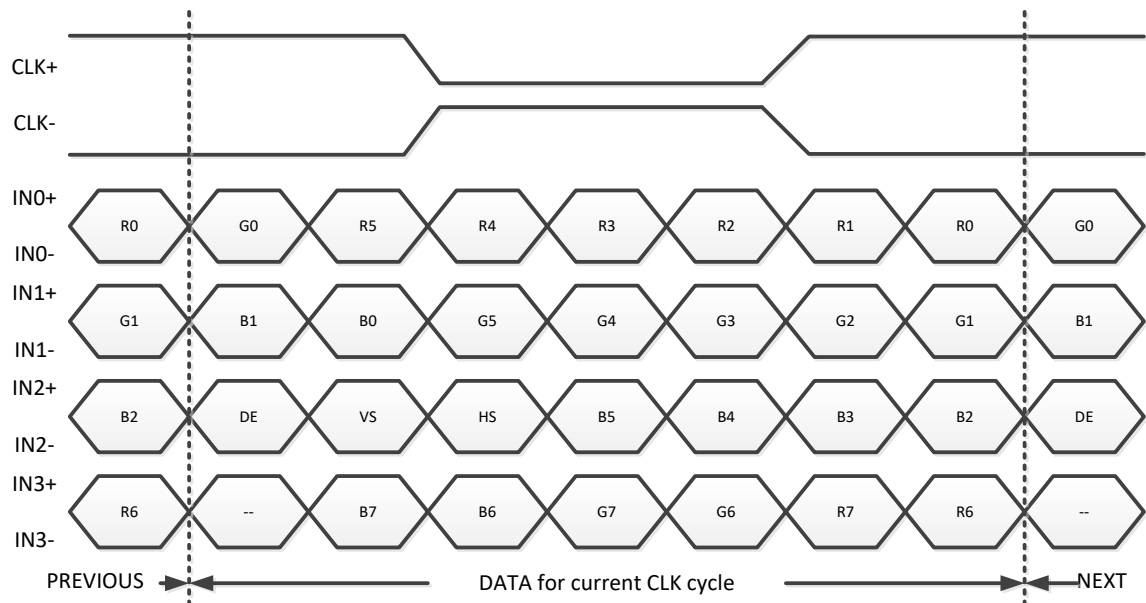 CLK+
CLK-
IN0+
R0 G0 R5 R4 R3 R2 R1 R0 G0
IN0-
IN1+
G1 B1 B0 G5 G4 G3 G2 G1 B1
IN1-
IN2+
B2 DE VS HS B5 B4 B3 B2 DE
IN2-
IN3+
R6 -- B7 B6 G7 G6 R7 R6 --
IN3-
PREVIOUS DATA for current CLK cycle NEXT